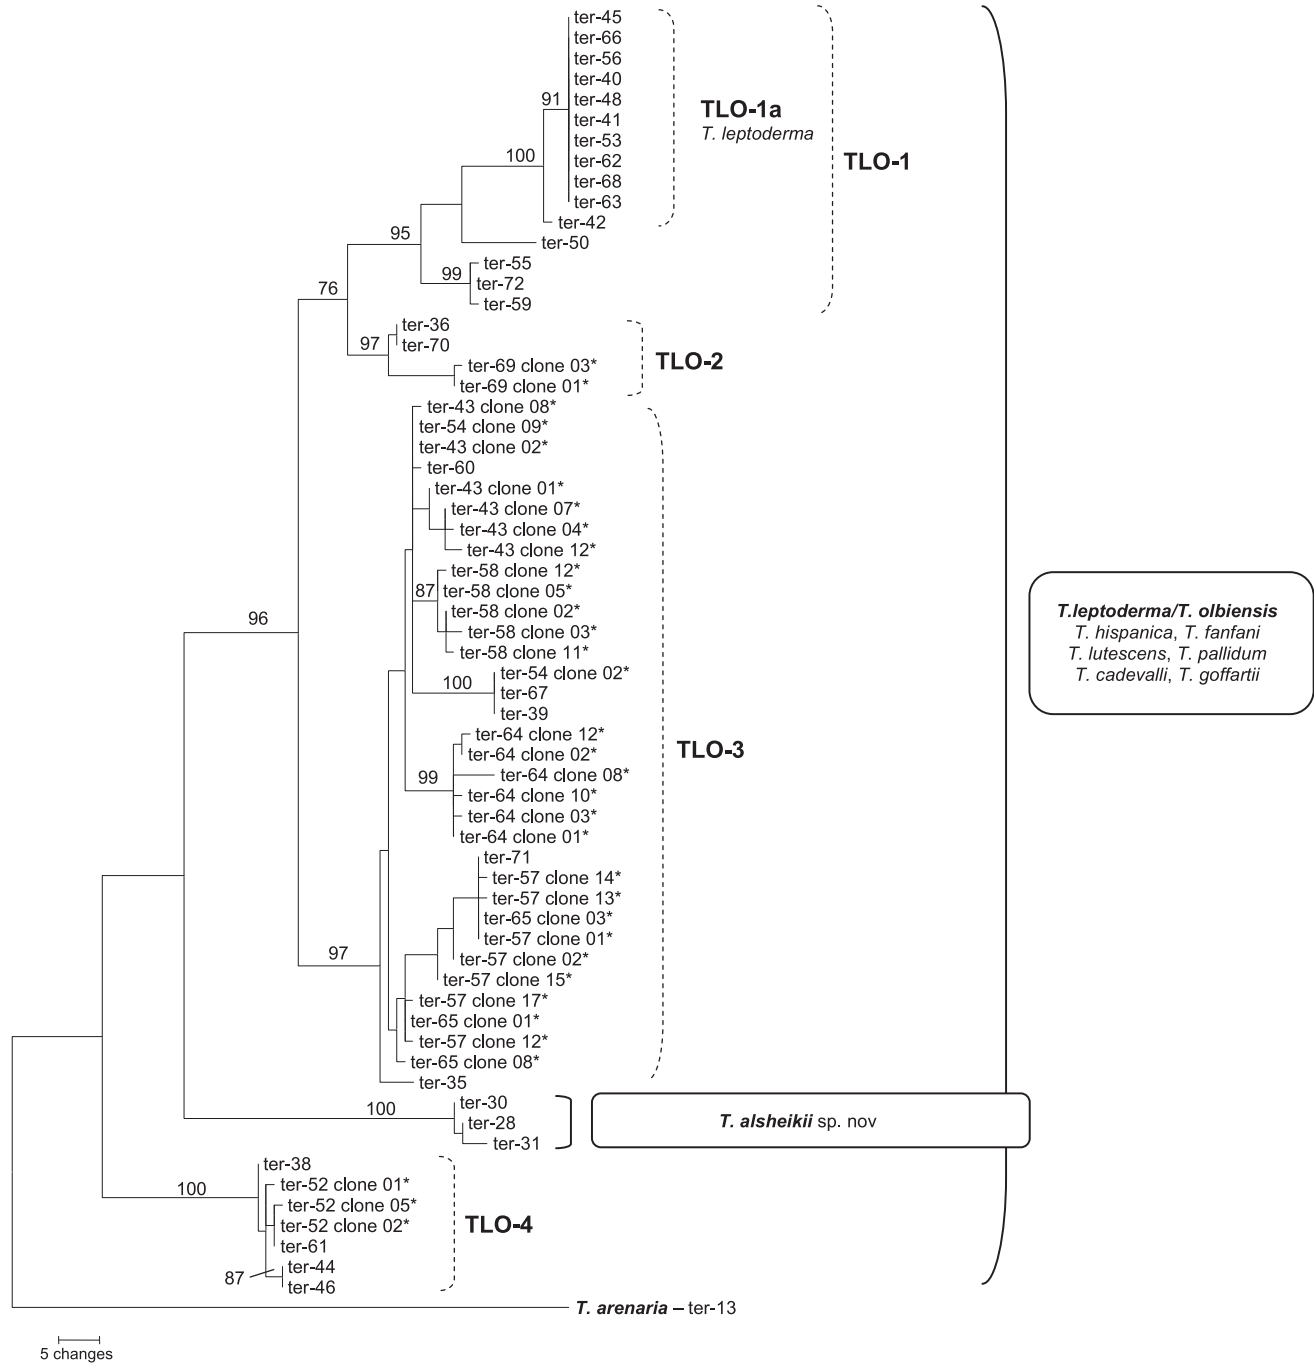 ter-45
ter-66
ter-56
ter-40
91
ter-48
TLO-1a
ter-41
T. leptoderma
ter-53
100
ter-62
TLO-1
ter-68
ter-63
ter-42
95
ter-50
ter-55
99
ter-72
76
ter-59
ter-36
97
ter-70
TLO-2
ter-69 clone 03*
ter-69 clone 01*
ter-43 clone 08*
ter-54 clone 09*
ter-43 clone 02*
ter-60
ter-43 clone 01*
ter-43 clone 07*
ter-43 clone 04*
ter-43 clone 12*
ter-58 clone 12*
87
ter-58 clone 05*
ter-58 clone 02*
96
ter-58 clone 03*
ter-58 clone 11*
T.leptoderma/T. olbiensis
T. hispanica, T. fanfani
T. lutescens, T. pallidum
T. cadevalli, T. goffartii
ter-54 clone 02*
100
ter-67
ter-39
ter-64 clone 12*
TLO-3
ter-64 clone 02*
99
ter-64 clone 08*
ter-64 clone 10*
ter-64 clone 03*
ter-64 clone 01*
ter-71
ter-57 clone 14*
ter-57 clone 13*
ter-65 clone 03*
ter-57 clone 01*
97
ter-57 clone 02*
ter-57 clone 15*
ter-57 clone 17*
ter-65 clone 01*
ter-57 clone 12*
ter-65 clone 08*
ter-35
100
ter-30
ter-28
T. alsheikii sp. nov
ter-31
ter-38
100
ter-52 clone 01*
ter-52 clone 05*
ter-52 clone 02*
TLO-4
ter-61
87
ter-44
ter-46
T. arenaria – ter-13
5 changes